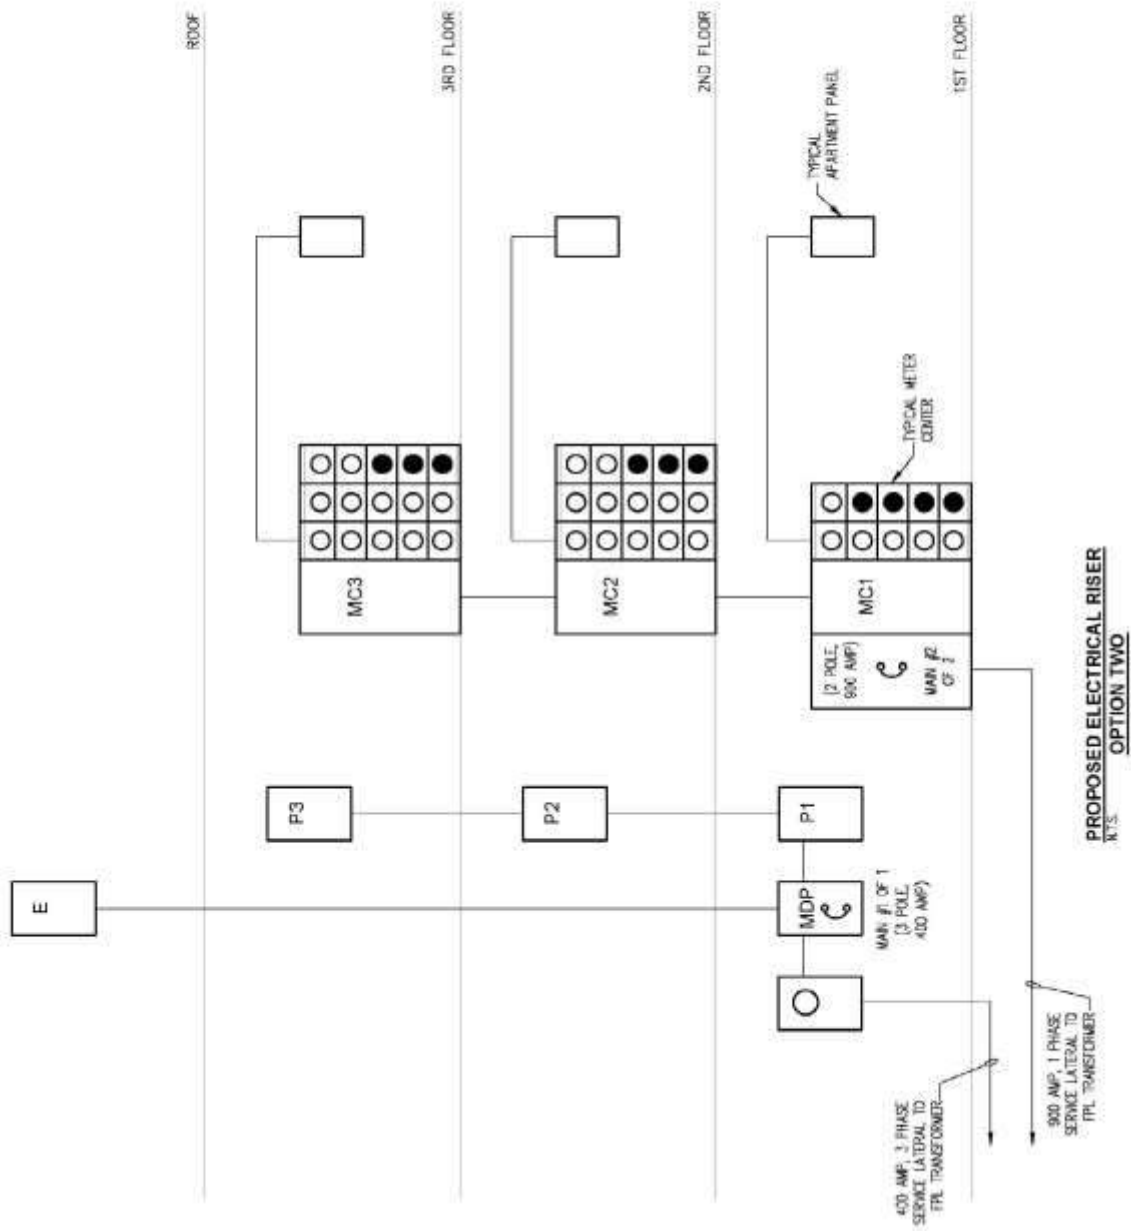 ROOF
3RD FLOOR
2ND FLOOR
1ST FLOOR
TYPICAL
APARTMENT PANEL
TYPICAL METER
CENTER
MC3
MC2
MC1
(2 POLE,
900 AMP)
MAIN #2
OF 2
P3
P2
P1
E
MDP
MAIN #1 OF 1
(3 POLE,
400 AMP)
400 AMP, 3 PHASE
SERVICE LATERAL TO
FPL TRANSFORMER
900 AMP, 1 PHASE
SERVICE LATERAL TO
FPL TRANSFORMER
PROPOSED ELECTRICAL RISER
N.T.S.
OPTION TWO